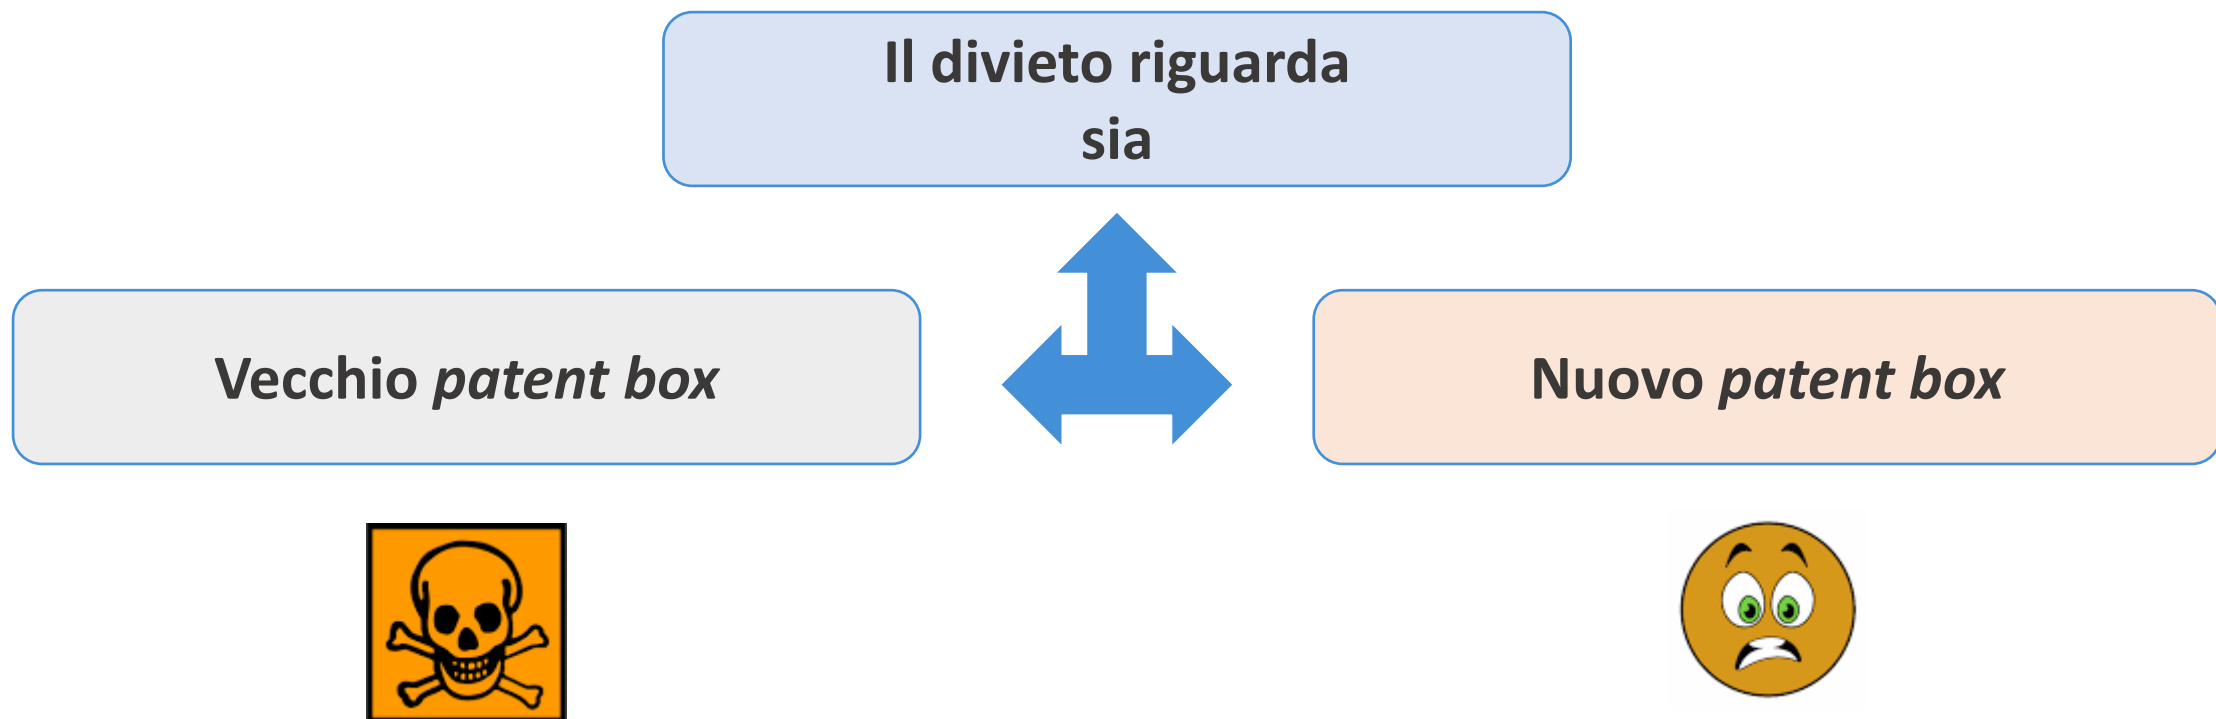 Il divieto riguarda
sia
Vecchio patent box
Nuovo patent box